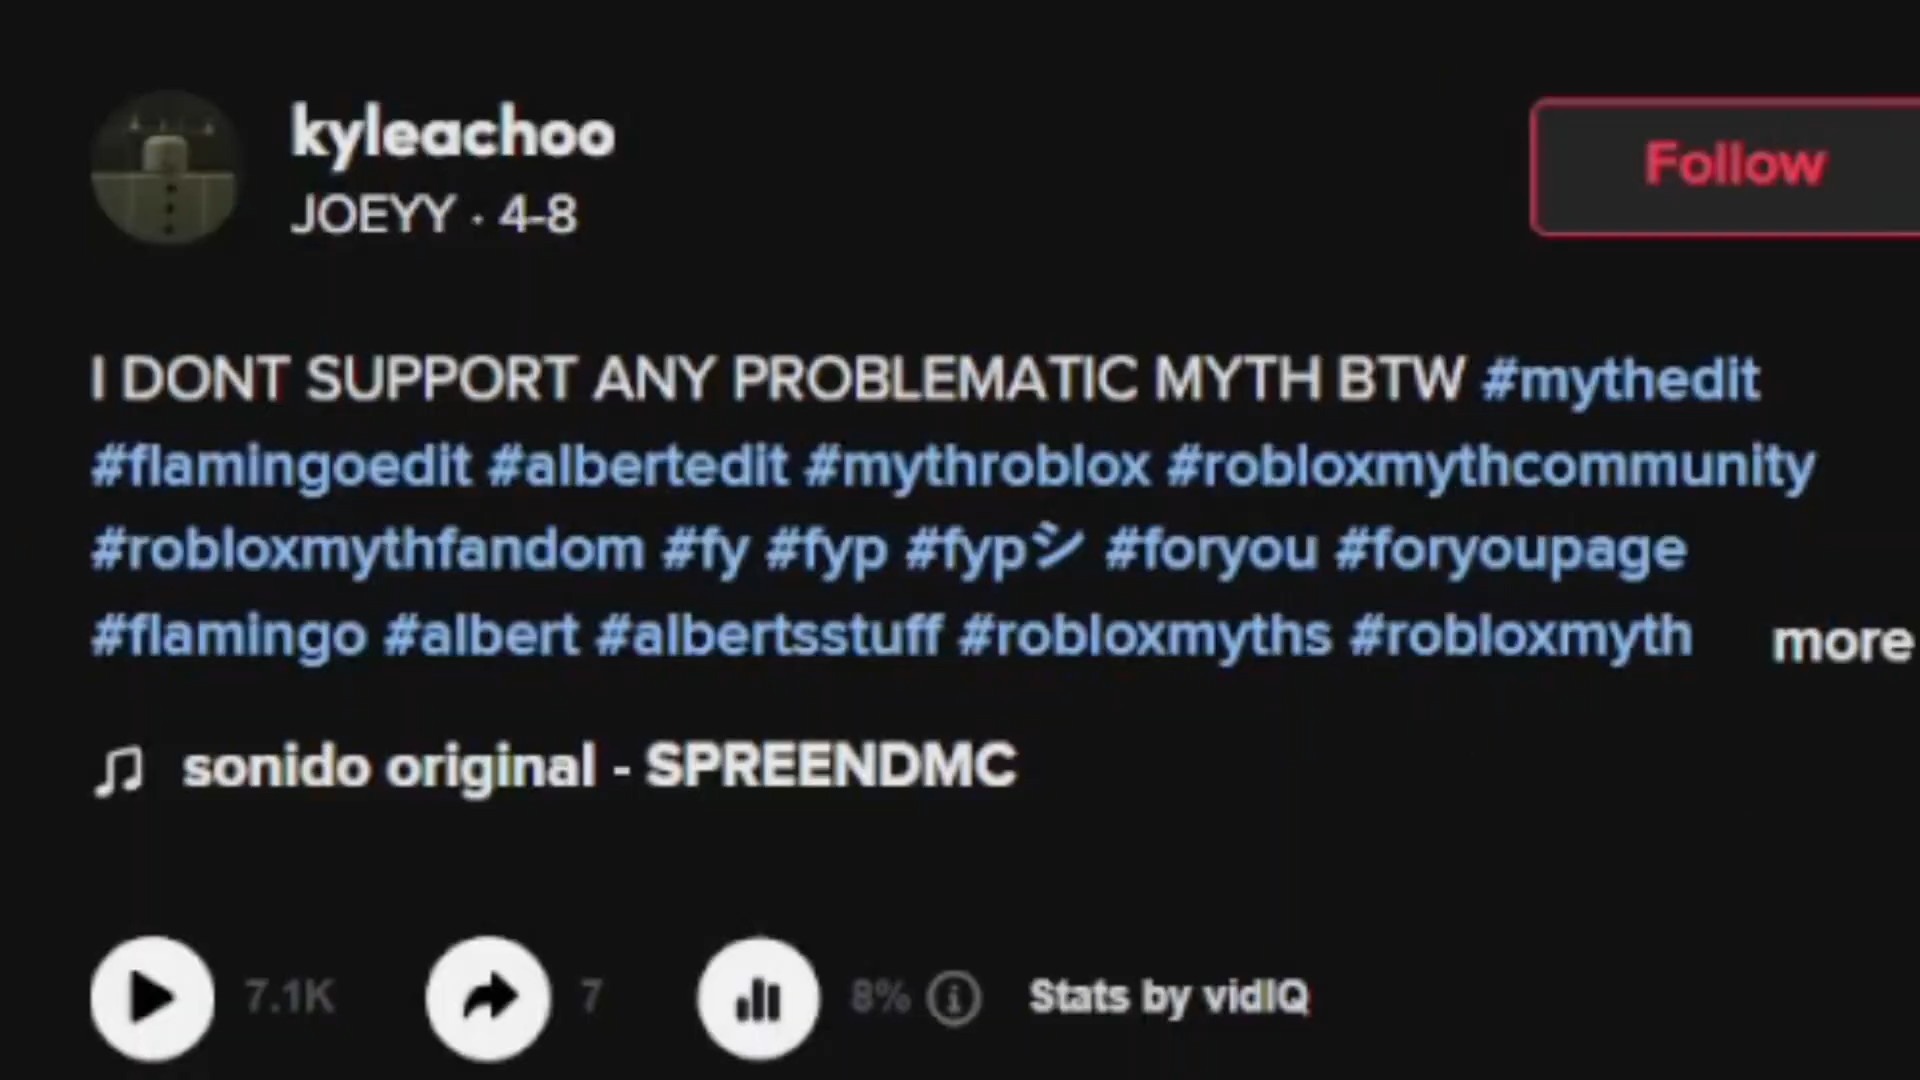 kyleachoo
JOEYY · 4-8
Follow
I DONT SUPPORT ANY PROBLEMATIC MYTH BTW #mythedit
#flamingoedit #albertedit #mythroblox #robloxmythcommunity
#robloxmythfandom #fy #fyp #fypシ #foryou #foryoupage
#flamingo #albert #albertsstuff #robloxmyths #robloxmyth more
sonido original - SPREENDMC
7.1K 7 8% Stats by vidIQ